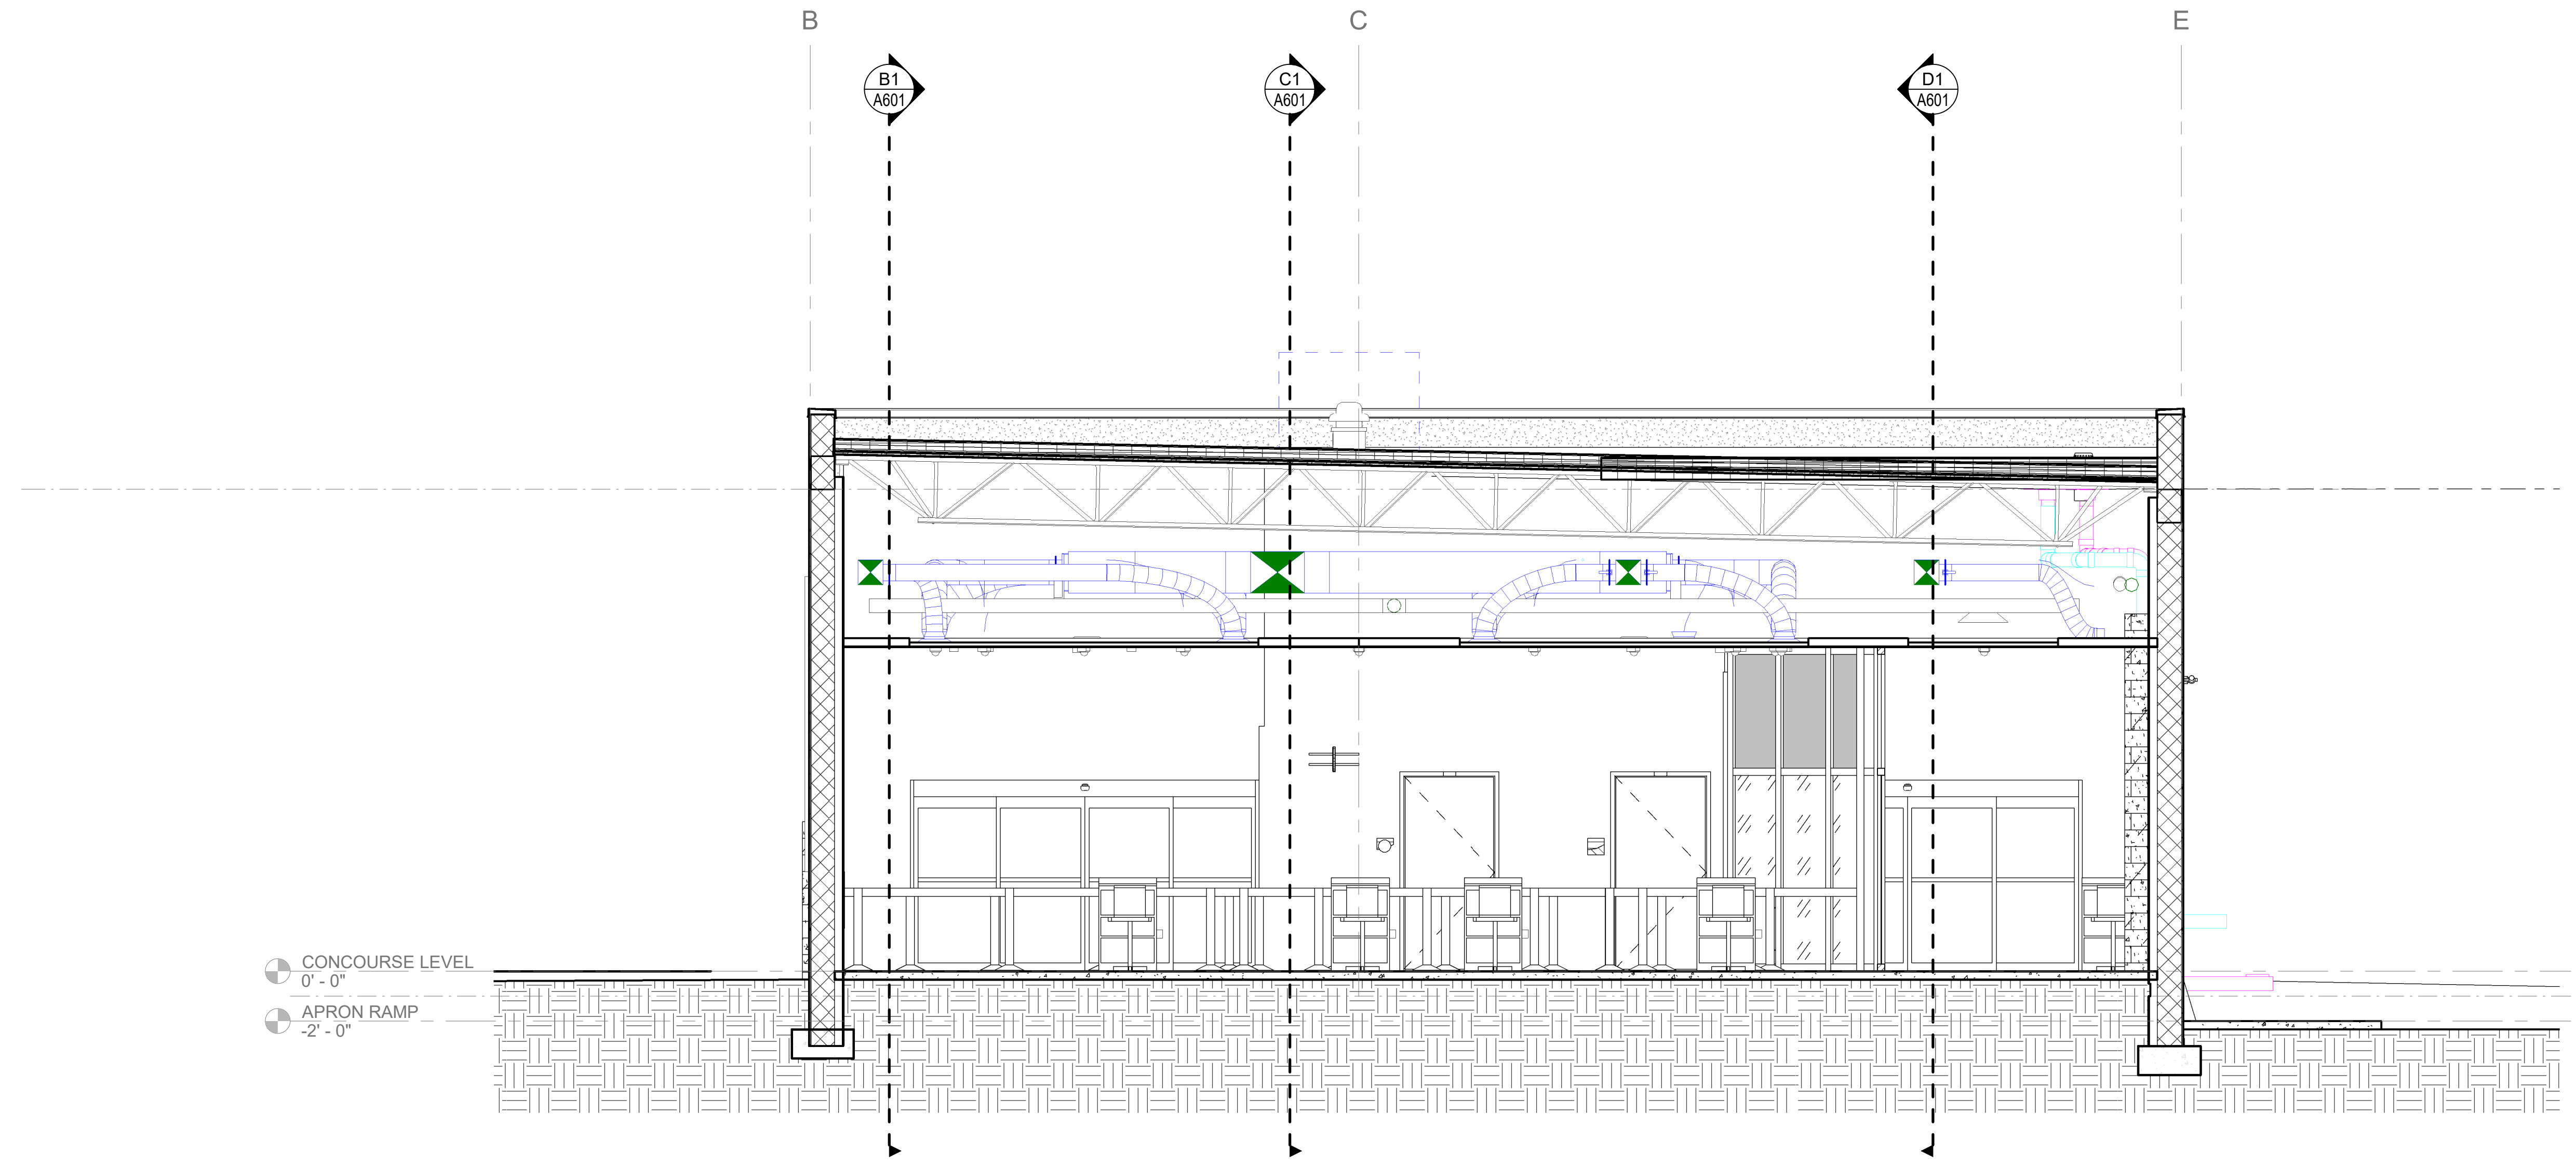 B
C
E
B1
A601
C1
A601
D1
A601
CONCOURSE LEVEL
0' - 0"
APRON RAMP
-2' - 0"